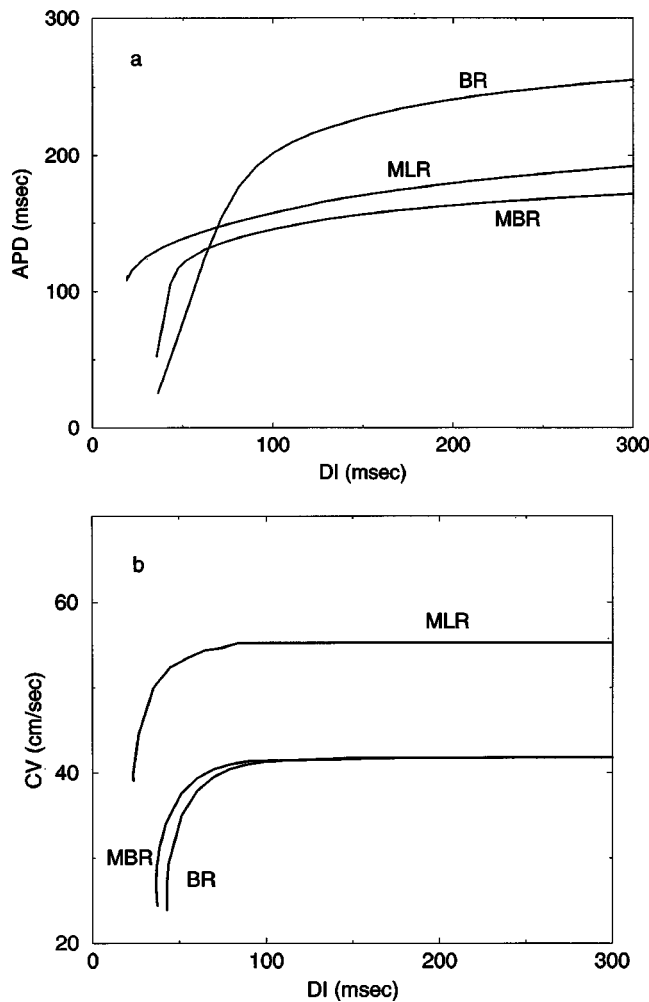 300
a
BR
200
MLR
MBR
APD (msec)
100
0
0
100
200
300
DI (msec)
b
60
MLR
CV (cm/sec)
40
MBR
BR
20
0
100
200
300
DI (msec)